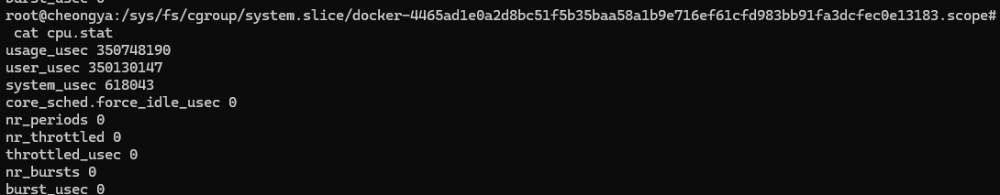 burst_usec 0
root@cheongya:/sys/fs/cgroup/system.slice/docker-4465ad1e0a2d8bc51f5b35baa58a1b9e716ef61cfd983bb91fa3dcfec0e13183.scope#
cat cpu.stat
usage_usec 350748190
user_usec 350130147
system_usec 618043
core_sched.force_idle_usec 0
nr_periods 0
nr_throttled 0
throttled_usec 0
nr_bursts 0
burst_usec 0